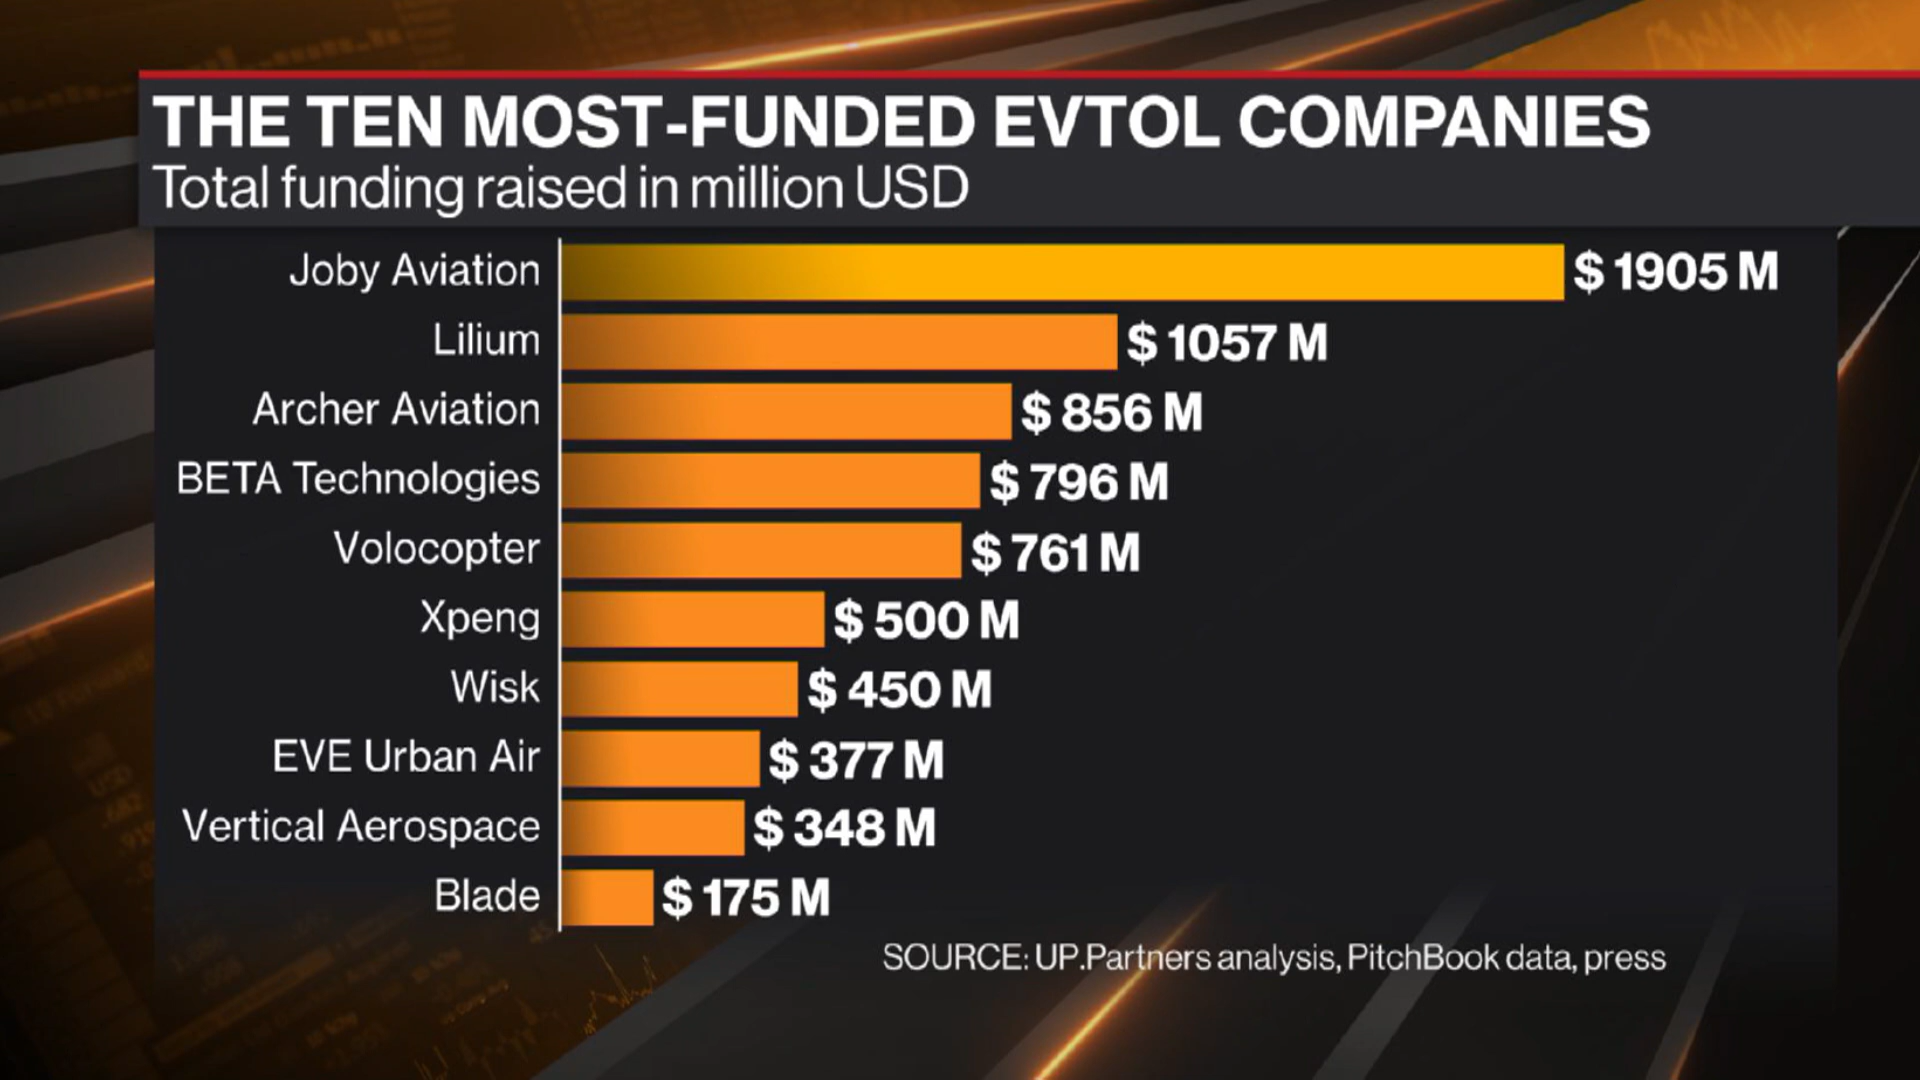 THE TEN MOST-FUNDED EVTOL COMPANIES
Total funding raised in million USD
Joby Aviation $ 1905 M
Lilium $ 1057 M
Archer Aviation $ 856 M
BETA Technologies $ 796 M
Volocopter $ 761 M
Xpeng $ 500 M
Wisk $ 450 M
EVE Urban Air $ 377 M
Vertical Aerospace $ 348 M
Blade $ 175 M
SOURCE: UP.Partners analysis, PitchBook data, press